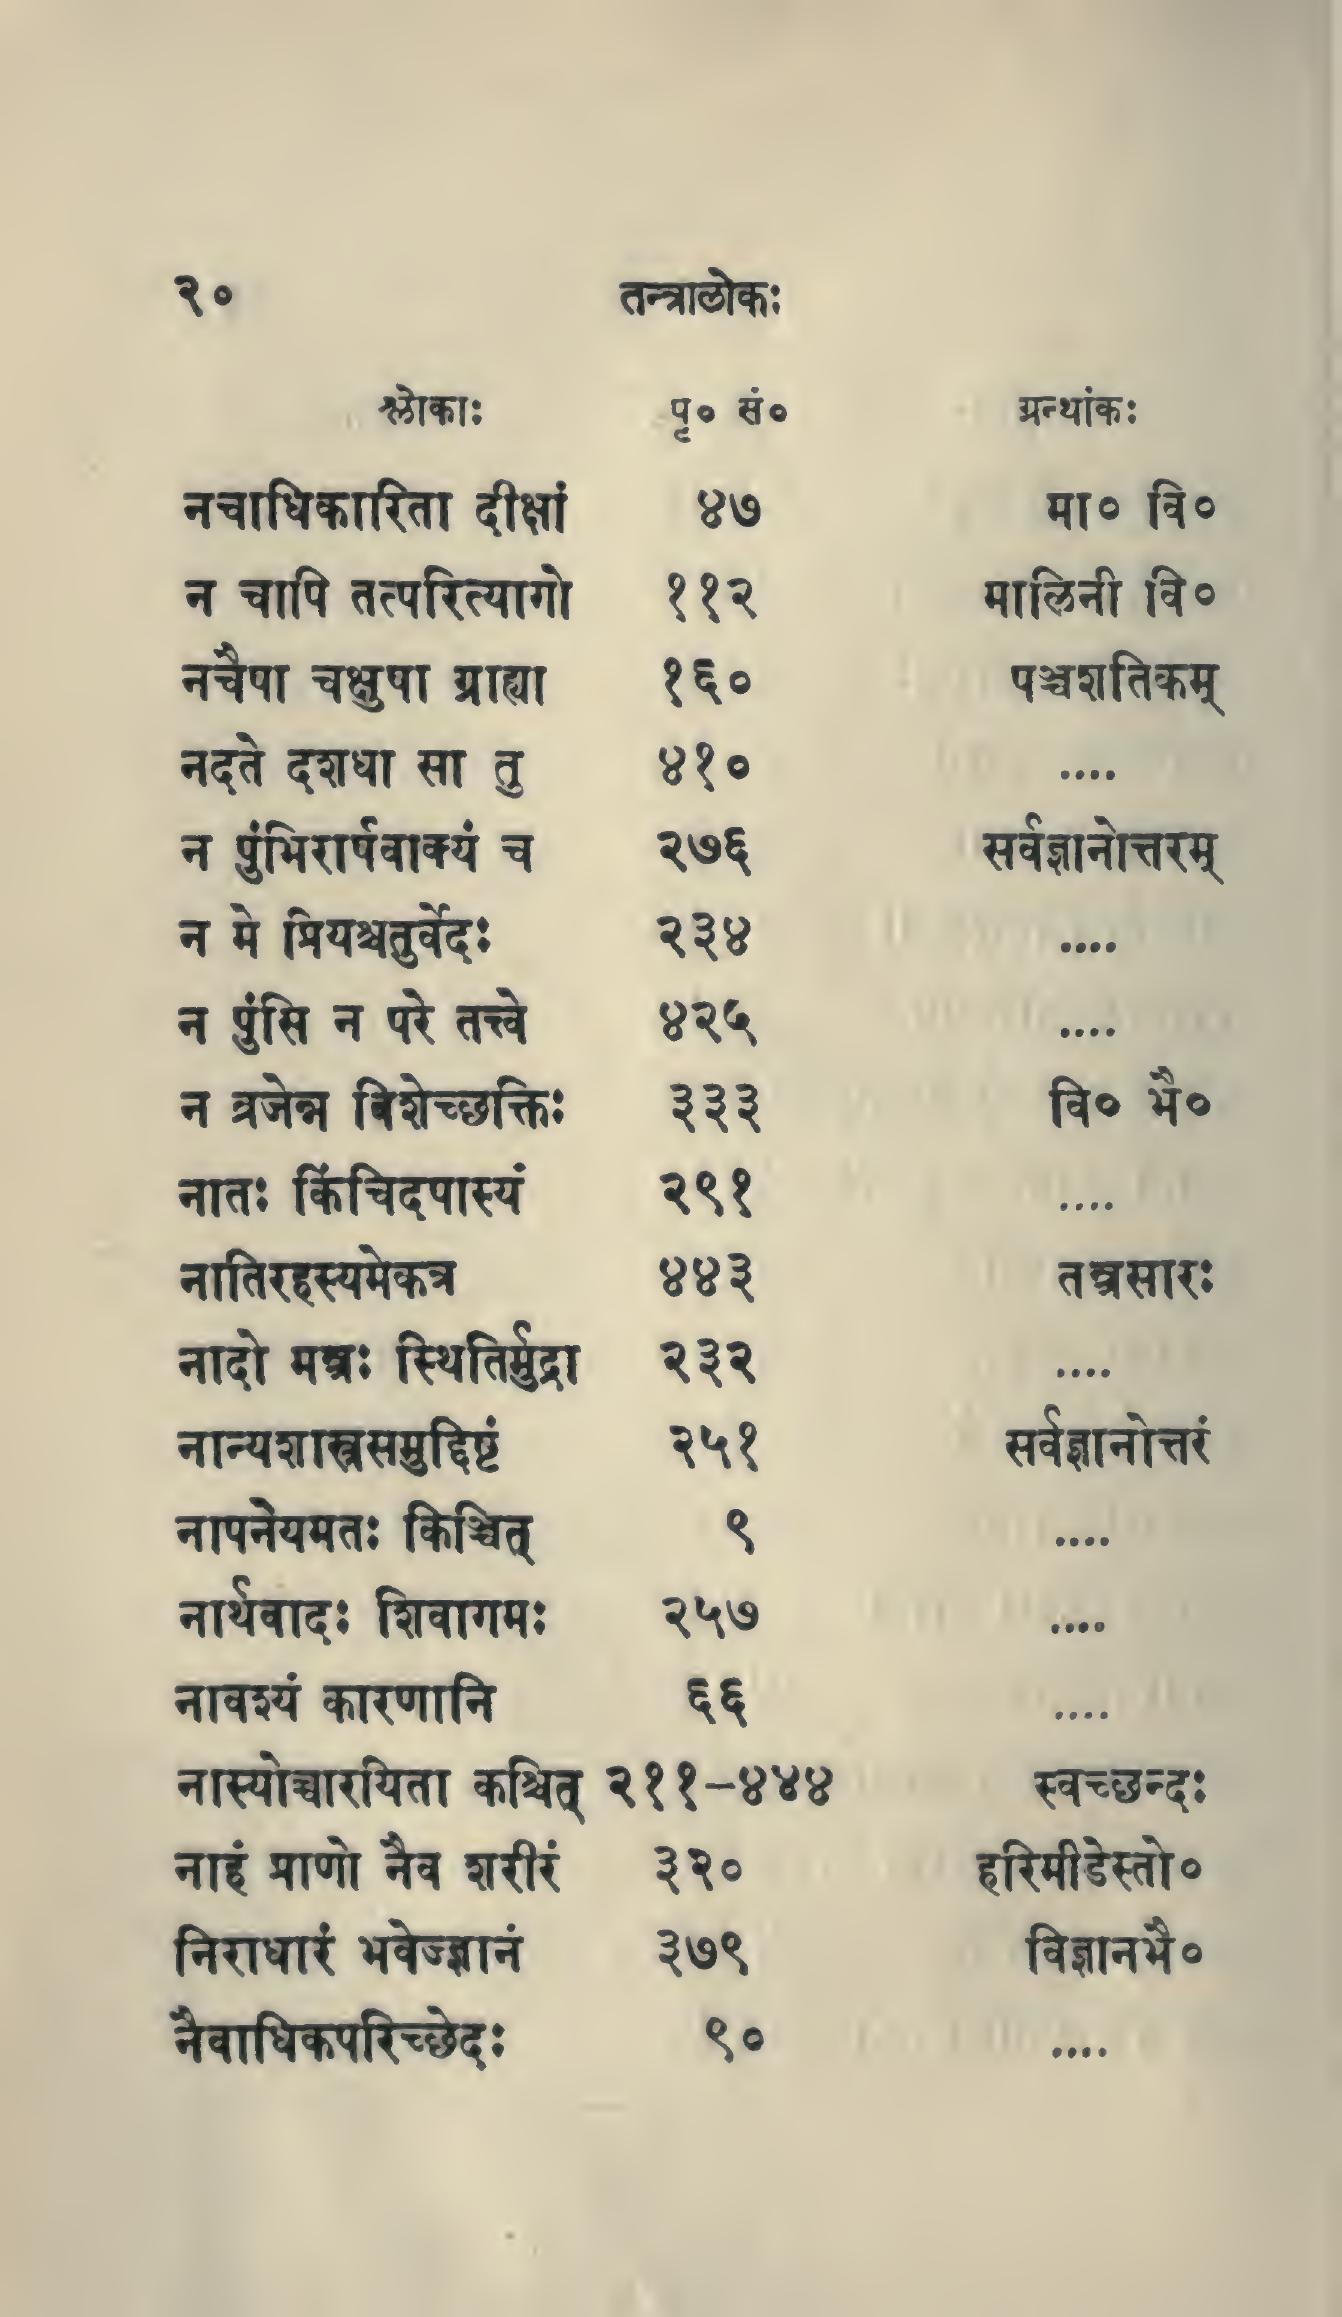 २० तन्त्रालोकः
श्लोकाः पृ० सं० ग्रन्थांकः
नचाधिकारिता दीक्षां ४७ मा० वि०
न चापि तत्परित्यागो ११२ मालिनी वि०
नचैषा चक्षुषा ग्राह्या १६० पञ्चशतिकम्
नदते दशधा सा तु ४१० ....
न पुंभिरार्षवाक्यं च २७६ सर्वज्ञानोत्तरम्
न मे प्रियश्चतुर्वेदः २३४ ....
न पुंसि न परे तत्त्वे ४२५ ....
न व्रजेन्न विशेच्छक्तिः ३३३ वि० भै०
नातः किंचिदपास्यं २९१ ....
नातिरहस्यमेकत्र ४४३ तन्त्रसारः
नादो मन्त्रः स्थितिर्मुद्रा २३२ ....
नान्यशास्त्रसमुद्दिष्टं २५१ सर्वज्ञानोत्तरं
नापनेयमतः किञ्चित् ९ ....
नार्थवादः शिवागमः २५७ ....
नावश्यं कारणानि ६६ ....
नास्योच्चारयिता कश्चित् २११-४४४ स्वच्छन्दः
नाहं प्राणो नैव शरीरं ३२० हरिमीडेस्तो०
निराधारं भवेज्ज्ञानं ३७९ विज्ञानभै०
नैवाधिकपरिच्छेदः ९० ....